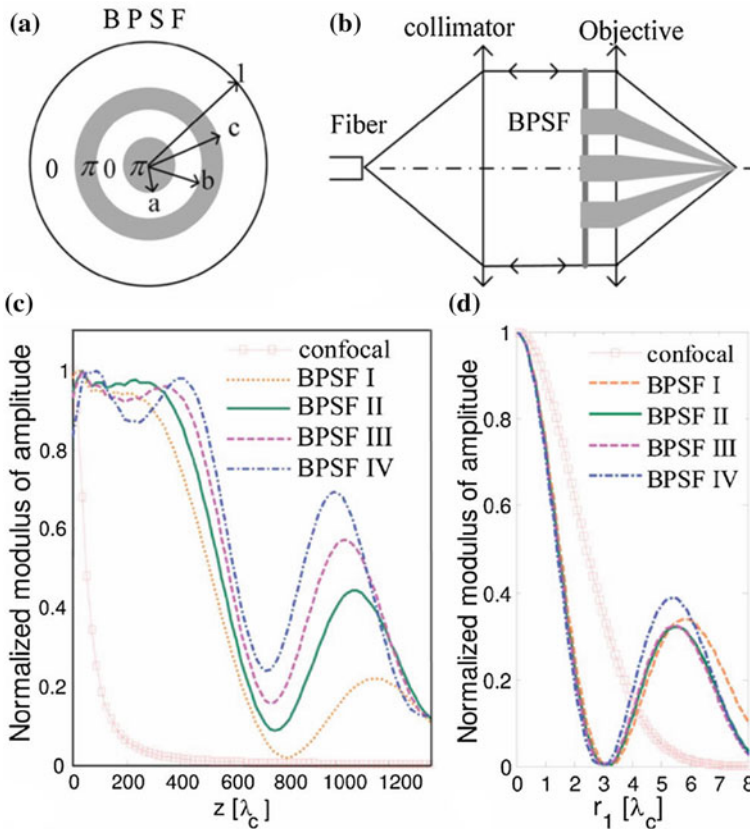 (a)
B P S F
0
π
0
π
1
c
b
a
(b)
collimator
Objective
Fiber
BPSF
(c)
Normalized modulus of amplitude
1
0.8
0.6
0.4
0.2
0
0
200
400
600
800
1000
1200
z [λc]
confocal
BPSF I
BPSF II
BPSF III
BPSF IV
(d)
Normalized modulus of amplitude
1
0.8
0.6
0.4
0.2
0
0
1
2
3
4
5
6
7
8
r1 [λc]
confocal
BPSF I
BPSF II
BPSF III
BPSF IV